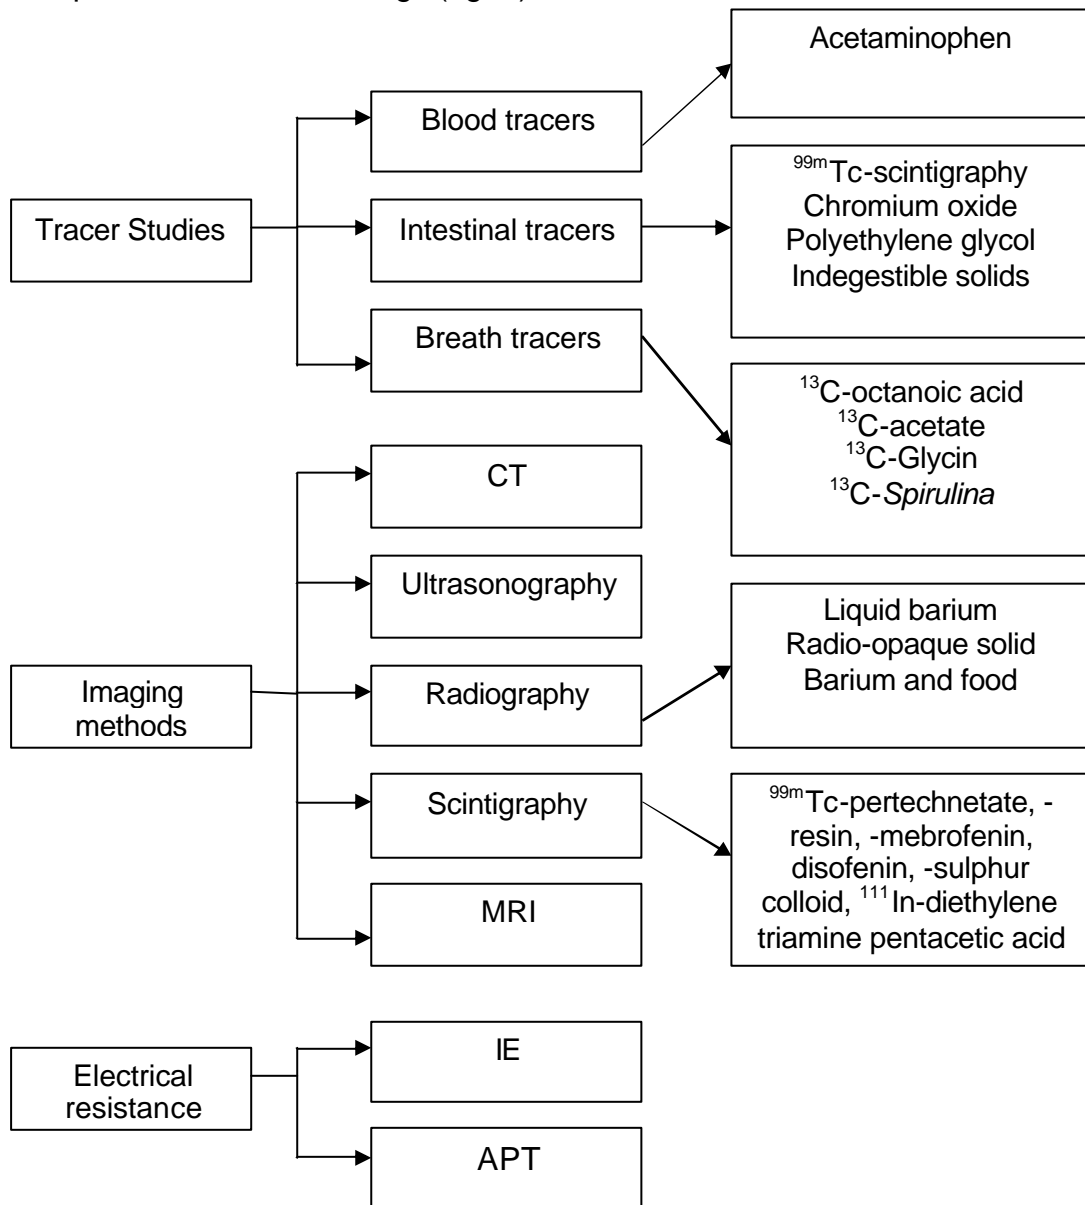 Acetaminophen
Blood tracers
⁹⁹ᵐTc-scintigraphy
Chromium oxide
Polyethylene glycol
Indegestible solids
Tracer Studies
Intestinal tracers
Breath tracers
¹³C-octanoic acid
¹³C-acetate
¹³C-Glycin
¹³C-Spirulina
CT
Ultrasonography
Liquid barium
Radio-opaque solid
Barium and food
Imaging
methods
Radiography
Scintigraphy
⁹⁹ᵐTc-pertechnetate, -
resin, -mebrofenin,
disofenin, -sulphur
colloid, ¹¹¹In-diethylene
triamine pentacetic acid
MRI
Electrical
resistance
IE
APT